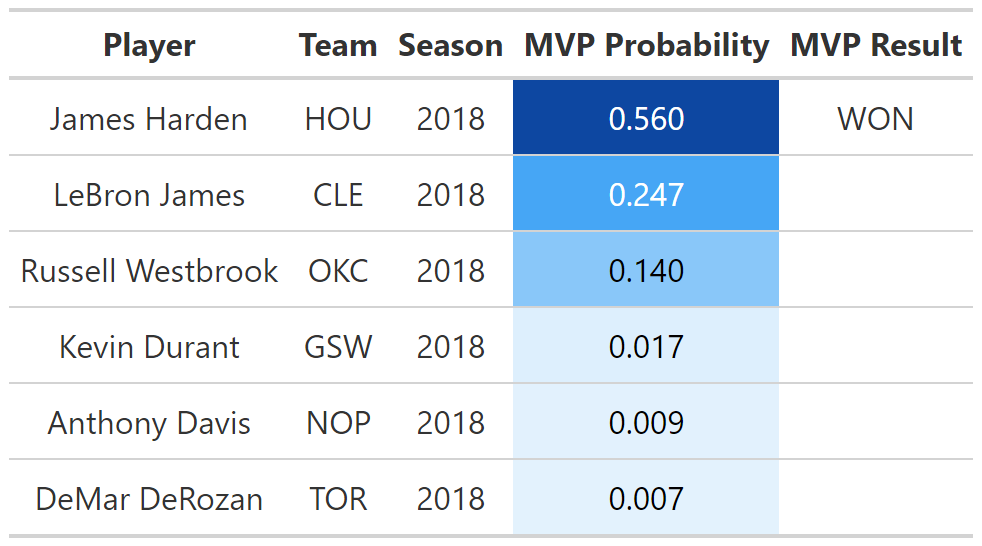 Player Team Season MVP Probability MVP Result
James Harden HOU 2018 0.560 WON
LeBron James CLE 2018 0.247
Russell Westbrook OKC 2018 0.140
Kevin Durant GSW 2018 0.017
Anthony Davis NOP 2018 0.009
DeMar DeRozan TOR 2018 0.007